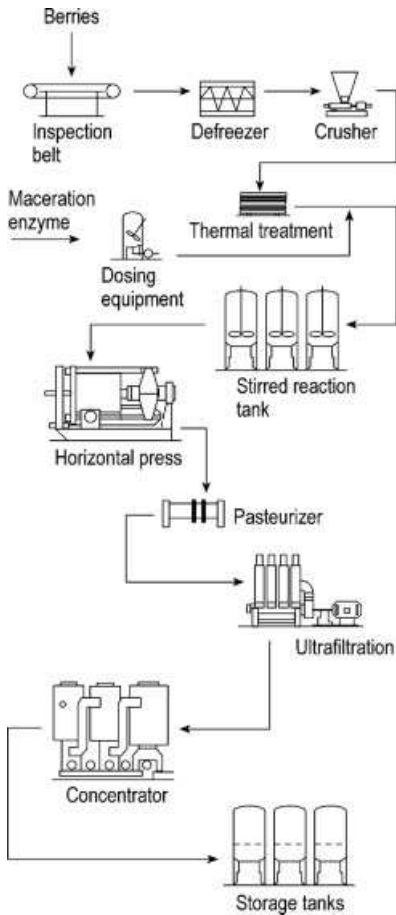 Berries
Inspection
belt
Defreezer
Crusher
Maceration
enzyme
Thermal treatment
Dosing
equipment
Stirred reaction
tank
Horizontal press
Pasteurizer
Ultrafiltration
Concentrator
Storage tanks